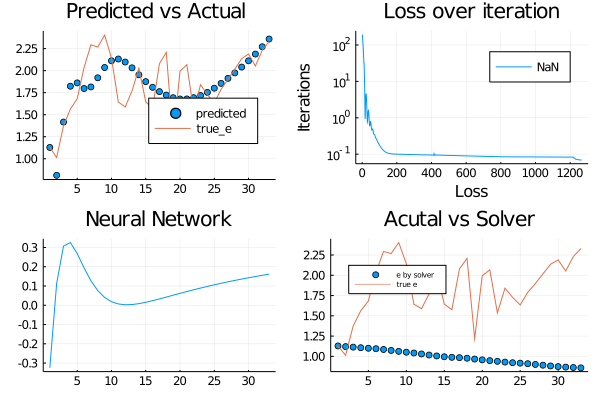 Predicted vs Actual
2.25
2.00
1.75
1.50
1.25
1.00
predicted
true_e
5 10 15 20 25 30
Loss over iteration
Iterations
10²
10¹
10⁰
10⁻¹
NaN
0 200 400 600 800 1000 1200
Loss
Neural Network
0.3
0.2
0.1
0.0
-0.1
-0.2
-0.3
5 10 15 20 25 30
Acutal vs Solver
2.25
2.00
1.75
1.50
1.25
1.00
e by solver
true e
5 10 15 20 25 30